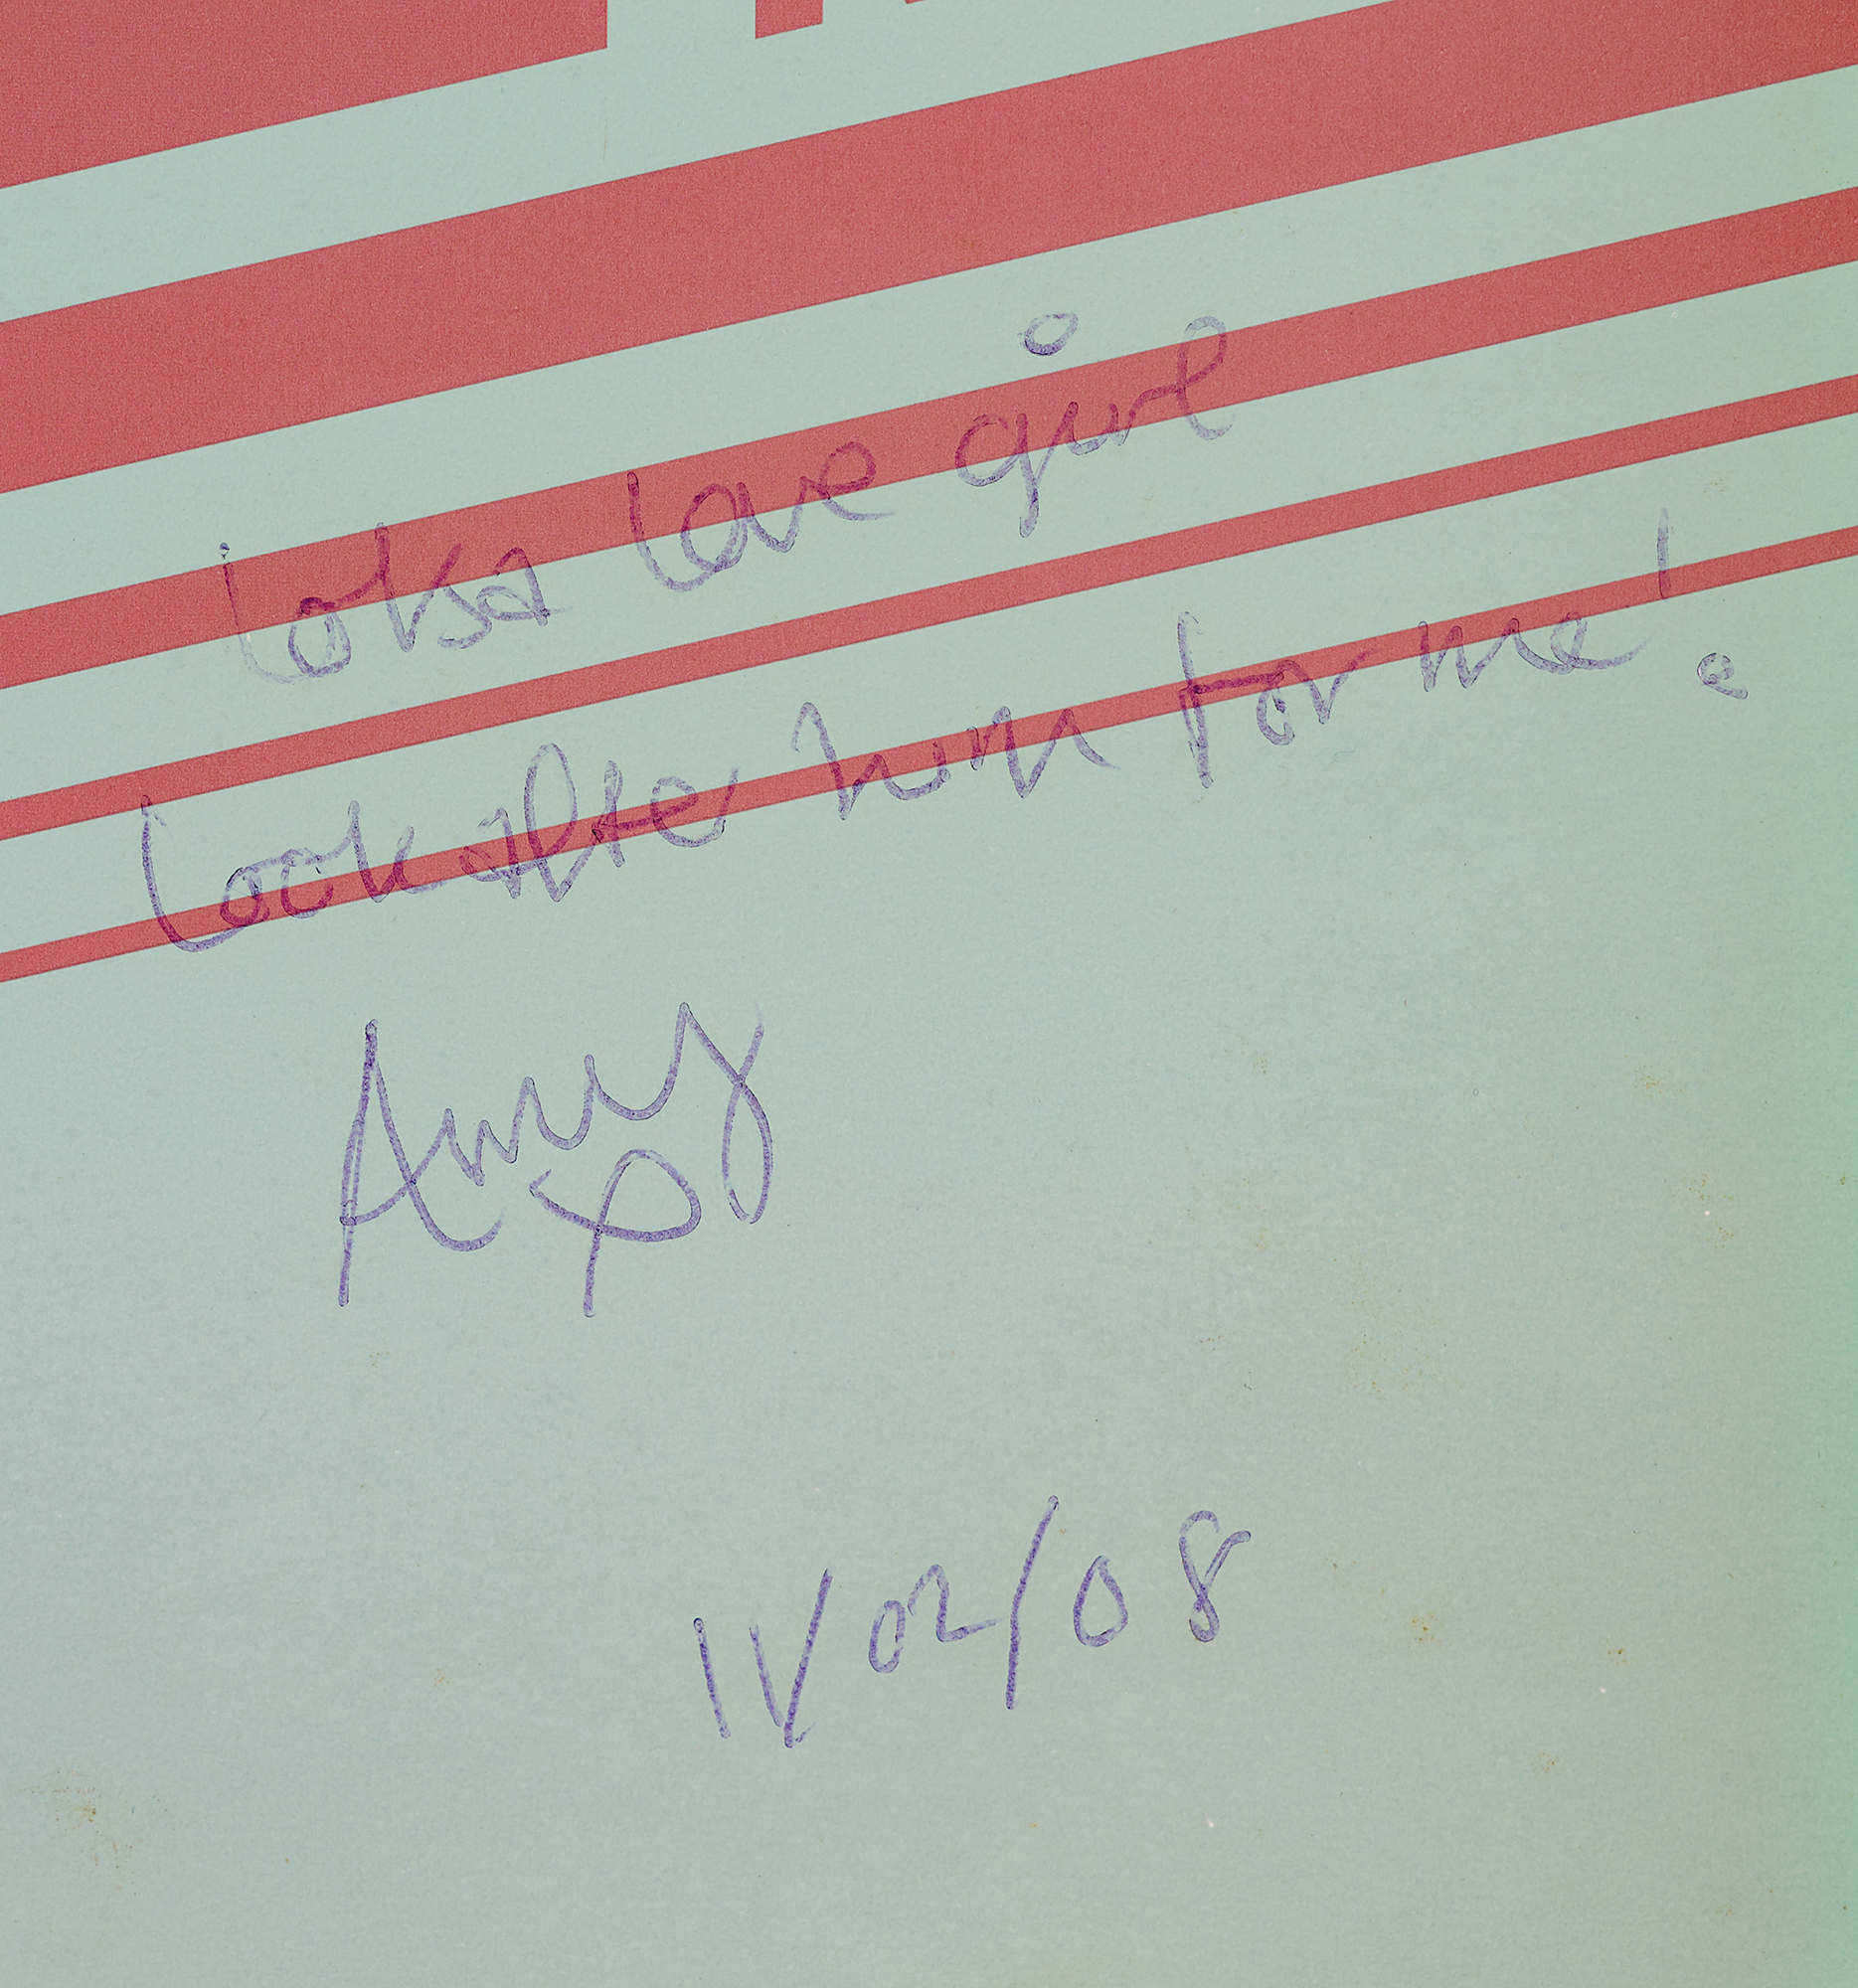 lotsa love girl
Look after him for me!
Amy
x
11/02/08